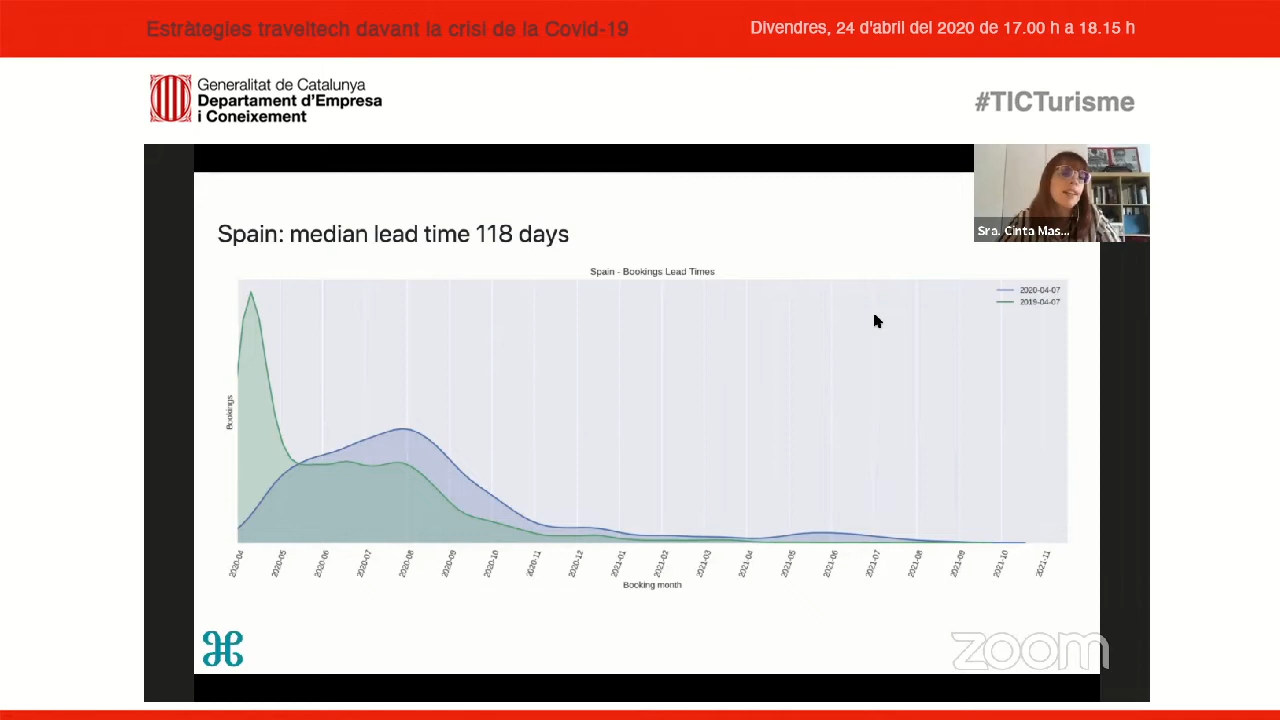 Estràtegies traveltech davant la crisi de la Covid-19
Divendres, 24 d'abril del 2020 de 17.00 h a 18.15 h
Generalitat de Catalunya
Departament d'Empresa
i Coneixement
#TICTurisme
Sra. Cinta Mas...
Spain: median lead time 118 days
Spain - Bookings Lead Times
2020-04-07
2019-04-07
Bookings
2020-04
2020-05
2020-06
2020-07
2020-08
2020-09
2020-10
2020-11
2020-12
2021-01
2021-02
2021-03
2021-04
2021-05
2021-06
2021-07
2021-08
2021-09
2021-10
2021-11
Booking month
zoom